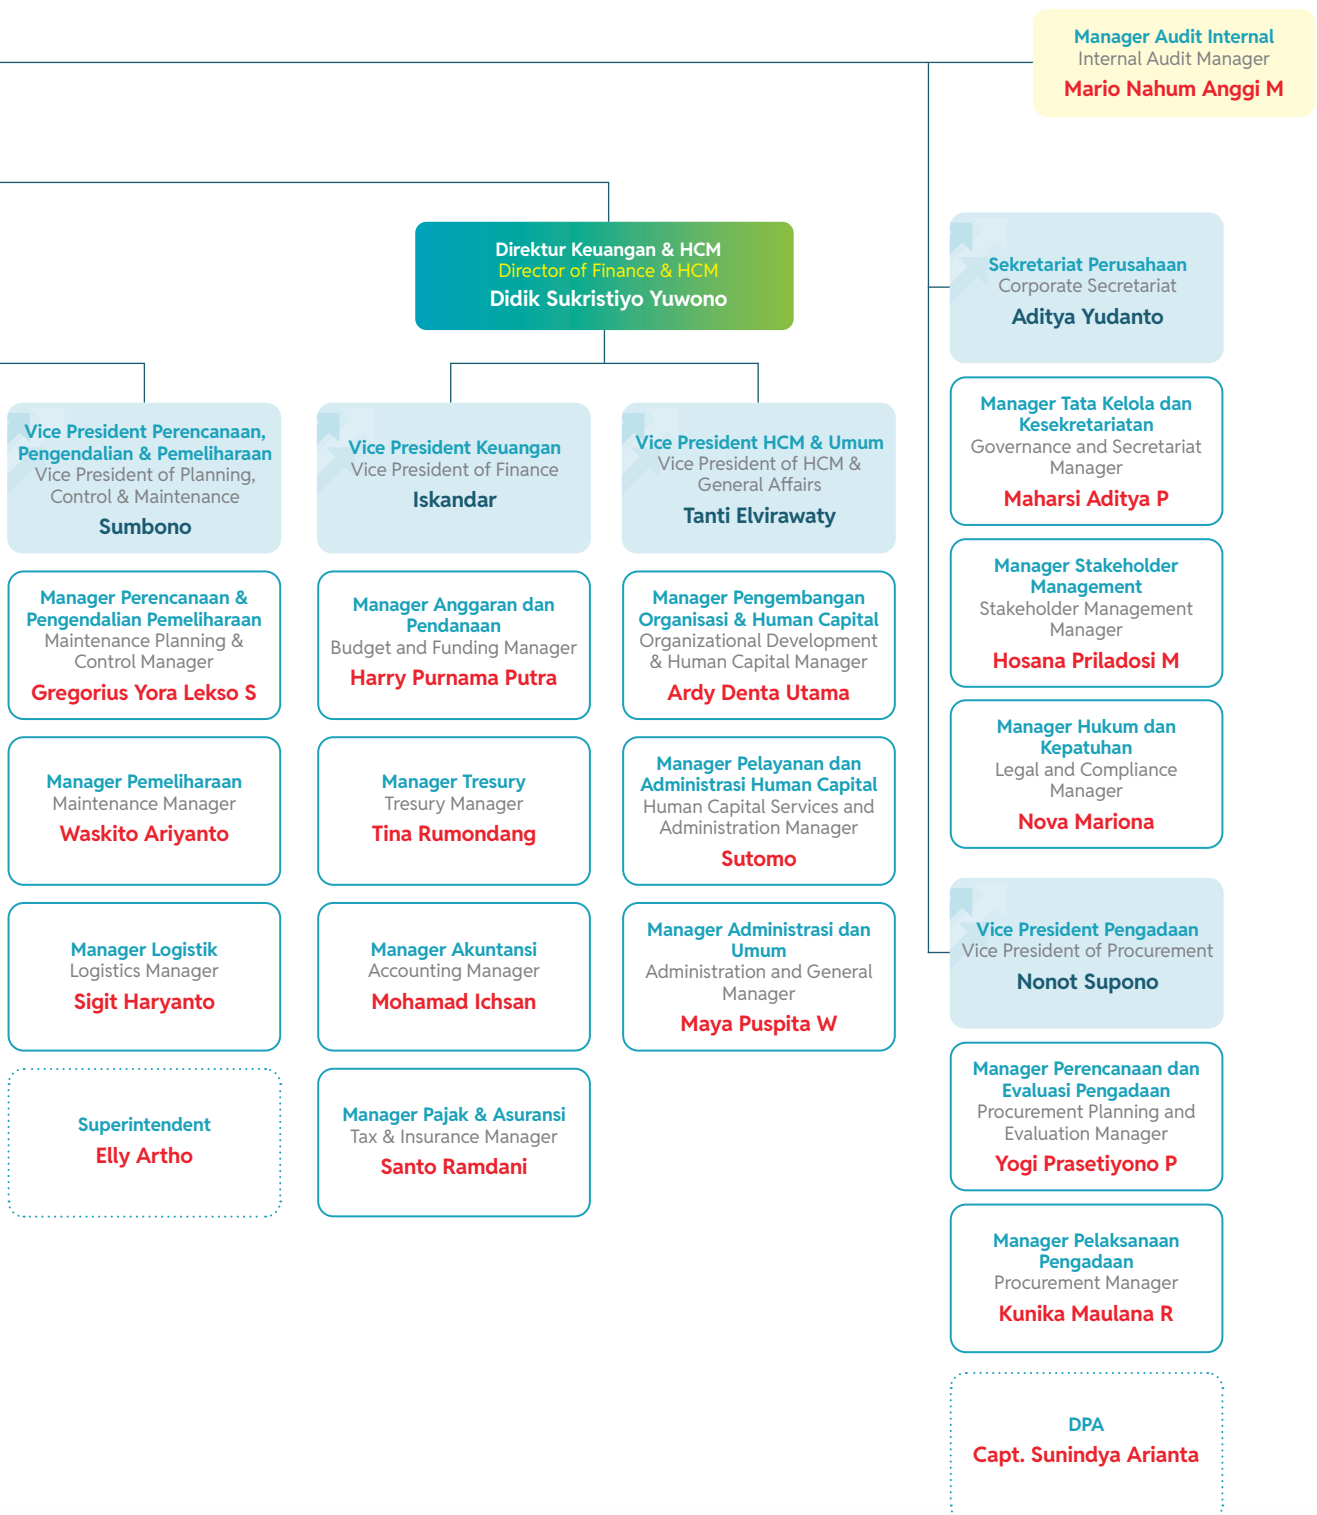 Manager Audit Internal
Internal Audit Manager
Mario Nahum Anggi M
Direktur Keuangan & HCM
Director of Finance & HCM
Didik Sukristiyo Yuwono
Sekretariat Perusahaan
Corporate Secretariat
Aditya Yudanto
Vice President Perencanaan,
Pengendalian & Pemeliharaan
Vice President of Planning,
Control & Maintenance
Sumbono
Manager Perencanaan &
Pengendalian Pemeliharaan
Maintenance Planning &
Control Manager
Gregorius Yora Lekso S
Manager Pemeliharaan
Maintenance Manager
Waskito Ariyanto
Manager Logistik
Logistics Manager
Sigit Haryanto
Superintendent
Elly Artho
Vice President Keuangan
Vice President of Finance
Iskandar
Manager Anggaran dan
Pendanaan
Budget and Funding Manager
Harry Purnama Putra
Manager Tresury
Tresury Manager
Tina Rumondang
Manager Akuntansi
Accounting Manager
Mohamad Ichsan
Manager Pajak & Asuransi
Tax & Insurance Manager
Santo Ramdani
Vice President HCM & Umum
Vice President of HCM &
General Affairs
Tanti Elvirawaty
Manager Pengembangan
Organisasi & Human Capital
Organizational Development
& Human Capital Manager
Ardy Denta Utama
Manager Pelayanan dan
Administrasi Human Capital
Human Capital Services and
Administration Manager
Sutomo
Manager Administrasi dan
Umum
Administration and General
Manager
Maya Puspita W
Manager Tata Kelola dan
Kesekretariatan
Governance and Secretariat
Manager
Maharsi Aditya P
Manager Stakeholder
Management
Stakeholder Management
Manager
Hosana Priladosi M
Manager Hukum dan
Kepatuhan
Legal and Compliance
Manager
Nova Mariona
Vice President Pengadaan
Vice President of Procurement
Nonot Supono
Manager Perencanaan dan
Evaluasi Pengadaan
Procurement Planning and
Evaluation Manager
Yogi Prasetiyono P
Manager Pelaksanaan
Pengadaan
Procurement Manager
Kunika Maulana R
DPA
Capt. Sunindya Arianta